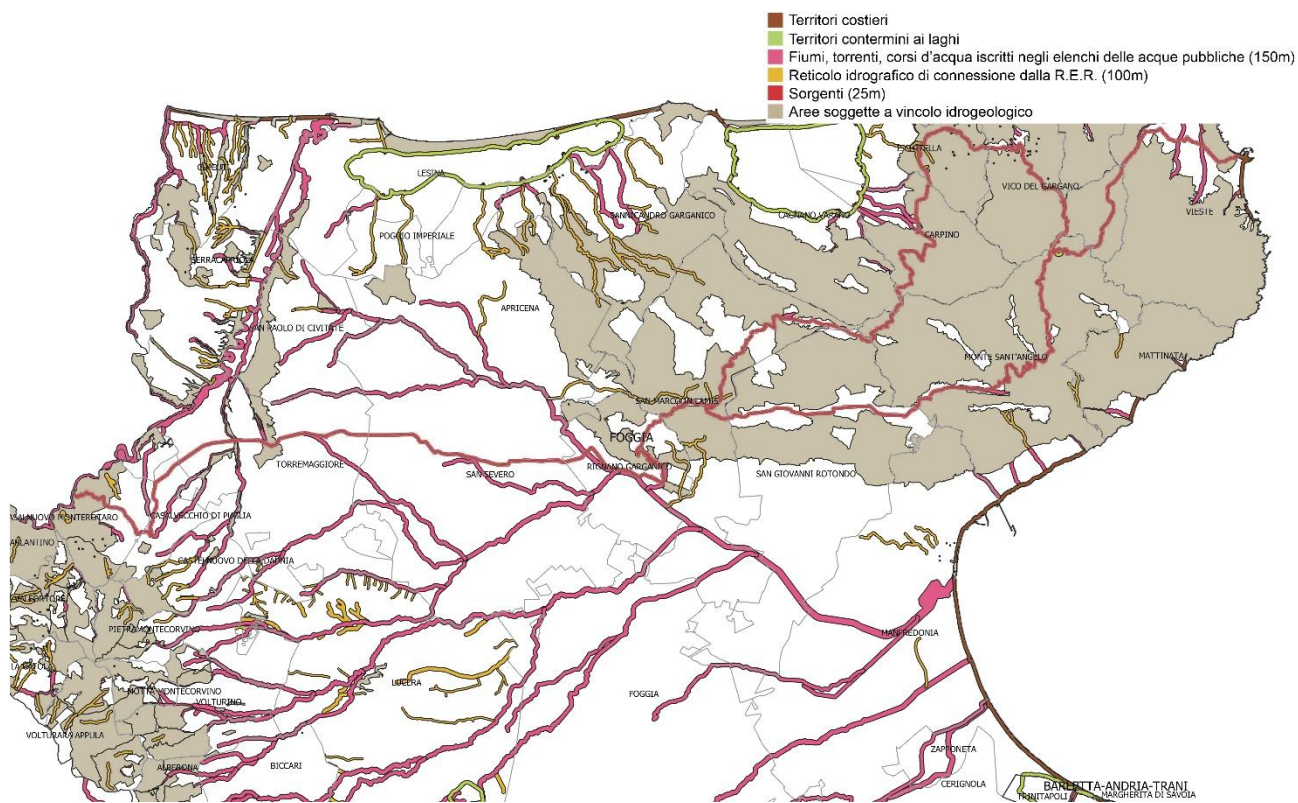 Territori costieri
Territori contermini ai laghi
Fiumi, torrenti, corsi d'acqua iscritti negli elenchi delle acque pubbliche (150m)
Reticolo idrografico di connessione dalla R.E.R. (100m)
Sorgenti (25m)
Aree soggette a vincolo idrogeologico
ISCHITELLA
LESINA
VICO DEL GARGANO
SANNICANDRO GARGANICO
CAGNANO VARANO
VIESTE
POGGIO IMPERIALE
CARPINO
SERRACAPRIOLA
APRICENA
SAN PAOLO DI CIVITATE
MONTE SANT'ANGELO
MATTINATA
SAN MARCO IN LAMIS
FOGGIA
TORREMAGGIORE
SAN SEVERO
RIGNANO GARGANICO
SAN GIOVANNI ROTONDO
CASALVECCHIO DI PUGLIA
CASTELNUOVO DELLA DAUNIA
PIETRAMONTECORVINO
MANFREDONIA
LUCERA
MOTTA MONTECORVINO
FOGGIA
VOLTURINO
VOLTURARA APPULA
ZAPPONETA
ALBERONA
BICCARI
CERIGNOLA
BARLETTA-ANDRIA-TRANI
TRINITAPOLI
MARGHERITA DI SAVOIA